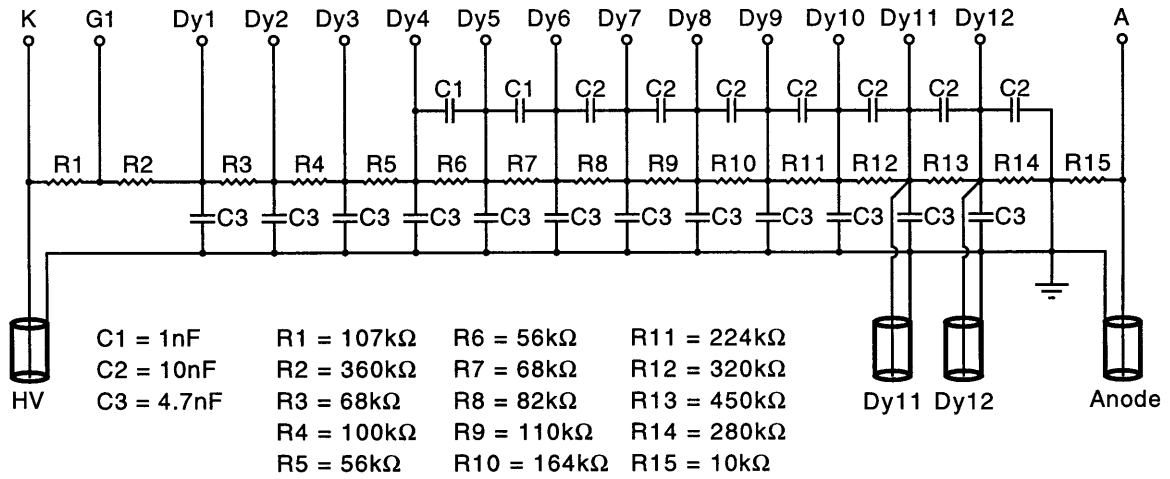 K G1 Dy1 Dy2 Dy3 Dy4 Dy5 Dy6 Dy7 Dy8 Dy9 Dy10 Dy11 Dy12 A
C1 C1 C2 C2 C2 C2 C2 C2 C2
R1 R2 R3 R4 R5 R6 R7 R8 R9 R10 R11 R12 R13 R14 R15
C3 C3 C3 C3 C3 C3 C3 C3 C3 C3 C3 C3
C1 = 1nF R1 = 107kΩ R6 = 56kΩ R11 = 224kΩ
C2 = 10nF R2 = 360kΩ R7 = 68kΩ R12 = 320kΩ
HV C3 = 4.7nF R3 = 68kΩ R8 = 82kΩ R13 = 450kΩ Dy11 Dy12 Anode
R4 = 100kΩ R9 = 110kΩ R14 = 280kΩ
R5 = 56kΩ R10 = 164kΩ R15 = 10kΩ